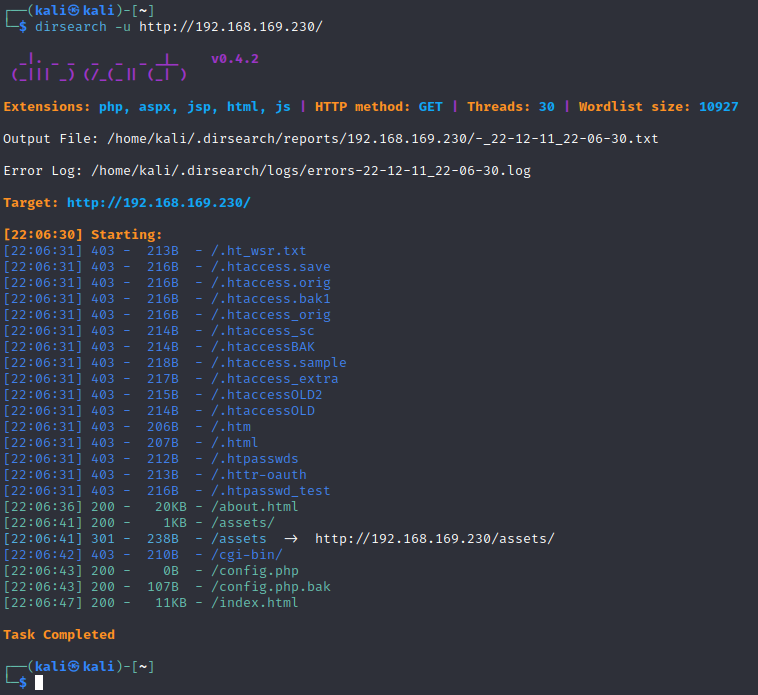 (kali㉿kali)-[~]
$ dirsearch -u http://192.168.169.230/
dirsearch v0.4.2
Extensions: php, aspx, jsp, html, js | HTTP method: GET | Threads: 30 | Wordlist size: 10927
Output File: /home/kali/.dirsearch/reports/192.168.169.230/-_22-12-11_22-06-30.txt
Error Log: /home/kali/.dirsearch/logs/errors-22-12-11_22-06-30.log
Target: http://192.168.169.230/
[22:06:30] Starting:
[22:06:31] 403 - 213B - /.ht_wsr.txt
[22:06:31] 403 - 216B - /.htaccess.save
[22:06:31] 403 - 216B - /.htaccess.orig
[22:06:31] 403 - 216B - /.htaccess.bak1
[22:06:31] 403 - 216B - /.htaccess_orig
[22:06:31] 403 - 214B - /.htaccess_sc
[22:06:31] 403 - 214B - /.htaccessBAK
[22:06:31] 403 - 218B - /.htaccess.sample
[22:06:31] 403 - 217B - /.htaccess_extra
[22:06:31] 403 - 215B - /.htaccessOLD2
[22:06:31] 403 - 214B - /.htaccessOLD
[22:06:31] 403 - 206B - /.htm
[22:06:31] 403 - 207B - /.html
[22:06:31] 403 - 212B - /.htpasswds
[22:06:31] 403 - 213B - /.httr-oauth
[22:06:31] 403 - 216B - /.htpasswd_test
[22:06:36] 200 - 20KB - /about.html
[22:06:41] 200 - 1KB - /assets/
[22:06:41] 301 - 238B - /assets → http://192.168.169.230/assets/
[22:06:42] 403 - 210B - /cgi-bin/
[22:06:43] 200 - 0B - /config.php
[22:06:43] 200 - 107B - /config.php.bak
[22:06:47] 200 - 11KB - /index.html
Task Completed
(kali㉿kali)-[~]
$